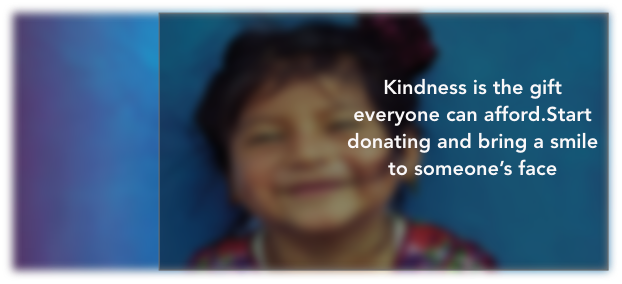 Kindness is the gift
everyone can afford.Start
donating and bring a smile
to someone’s face